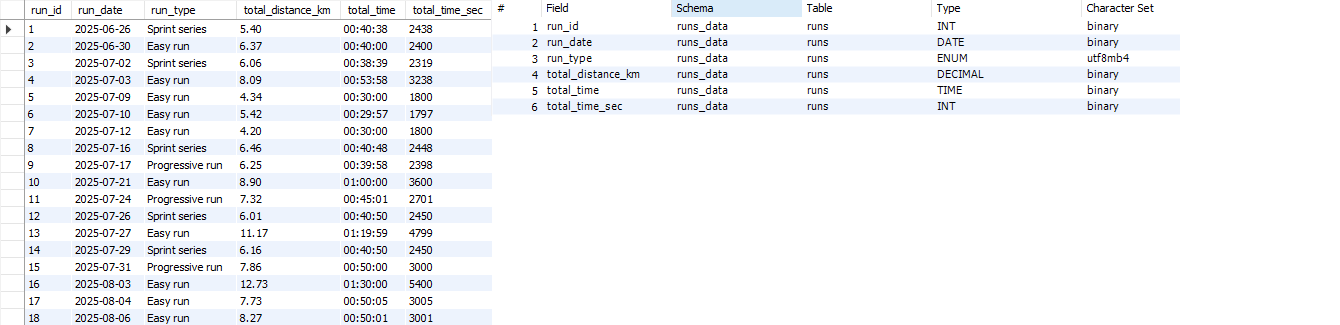 run_id run_date run_type total_distance_km total_time total_time_sec
1 2025-06-26 Sprint series 5.40 00:40:38 2438
2 2025-06-30 Easy run 6.37 00:40:00 2400
3 2025-07-02 Sprint series 6.06 00:38:39 2319
4 2025-07-03 Easy run 8.09 00:53:58 3238
5 2025-07-09 Easy run 4.34 00:30:00 1800
6 2025-07-10 Easy run 5.42 00:29:57 1797
7 2025-07-12 Easy run 4.20 00:30:00 1800
8 2025-07-16 Sprint series 6.46 00:40:48 2448
9 2025-07-17 Progressive run 6.25 00:39:58 2398
10 2025-07-21 Easy run 8.90 01:00:00 3600
11 2025-07-24 Progressive run 7.32 00:45:01 2701
12 2025-07-26 Sprint series 6.01 00:40:50 2450
13 2025-07-27 Easy run 11.17 01:19:59 4799
14 2025-07-29 Sprint series 6.16 00:40:50 2450
15 2025-07-31 Progressive run 7.86 00:50:00 3000
16 2025-08-03 Easy run 12.73 01:30:00 5400
17 2025-08-04 Easy run 7.73 00:50:05 3005
18 2025-08-06 Easy run 8.27 00:50:01 3001
# Field Schema Table Type Character Set
1 run_id runs_data runs INT binary
2 run_date runs_data runs DATE binary
3 run_type runs_data runs ENUM utf8mb4
4 total_distance_km runs_data runs DECIMAL binary
5 total_time runs_data runs TIME binary
6 total_time_sec runs_data runs INT binary